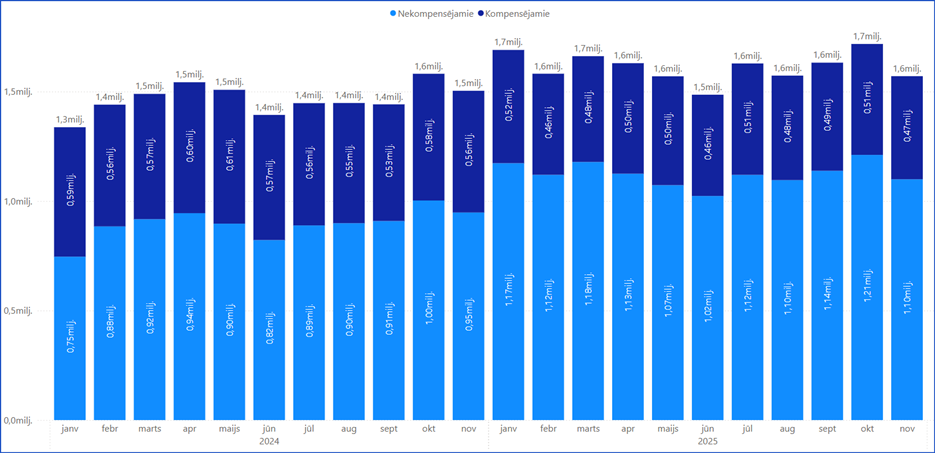 Nekompensējamie Kompensējamie
1,5milj.
1,0milj.
0,5milj.
0,0milj.
1,3milj. 1,4milj. 1,5milj. 1,5milj. 1,5milj. 1,4milj. 1,4milj. 1,4milj. 1,4milj. 1,6milj. 1,5milj. 1,7milj. 1,6milj. 1,7milj. 1,6milj. 1,6milj. 1,5milj. 1,6milj. 1,6milj. 1,6milj. 1,7milj. 1,6milj.
0,59milj. 0,56milj. 0,57milj. 0,60milj. 0,61milj. 0,57milj. 0,56milj. 0,55milj. 0,53milj. 0,58milj. 0,56milj. 0,52milj. 0,46milj. 0,48milj. 0,50milj. 0,50milj. 0,46milj. 0,51milj. 0,48milj. 0,49milj. 0,51milj. 0,47milj.
0,75milj. 0,88milj. 0,92milj. 0,94milj. 0,90milj. 0,82milj. 0,89milj. 0,90milj. 0,91milj. 1,00milj. 0,95milj. 1,17milj. 1,12milj. 1,18milj. 1,13milj. 1,07milj. 1,02milj. 1,12milj. 1,10milj. 1,14milj. 1,21milj. 1,10milj.
janv febr marts apr maijs jūn jūl aug sept okt nov janv febr marts apr maijs jūn jūl aug sept okt nov
2024 2025